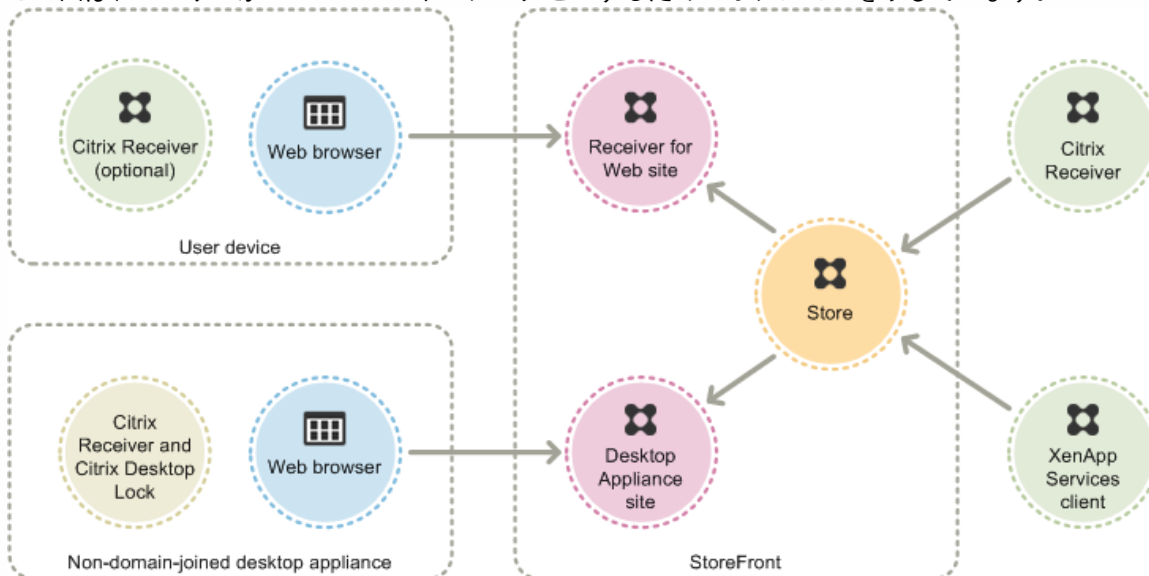 Citrix Receiver
(optional)
Web browser
User device
Receiver for
Web site
Citrix
Receiver
Store
Citrix
Receiver and
Citrix Desktop
Lock
Web browser
Non-domain-joined desktop appliance
Desktop
Appliance
site
StoreFront
XenApp
Services
client